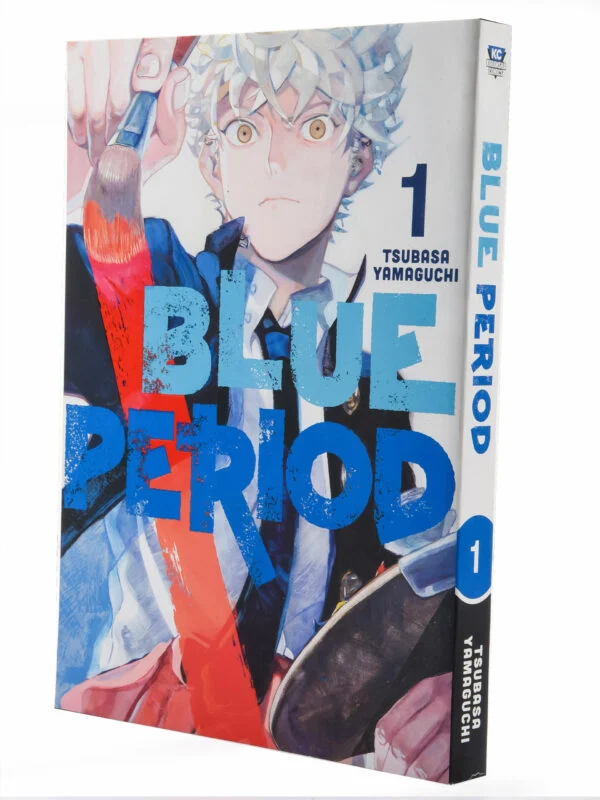 1
TSUBASA
YAMAGUCHI
BLUE
PERIOD
KC
BLUE PERIOD
1
TSUBASA
YAMAGUCHI